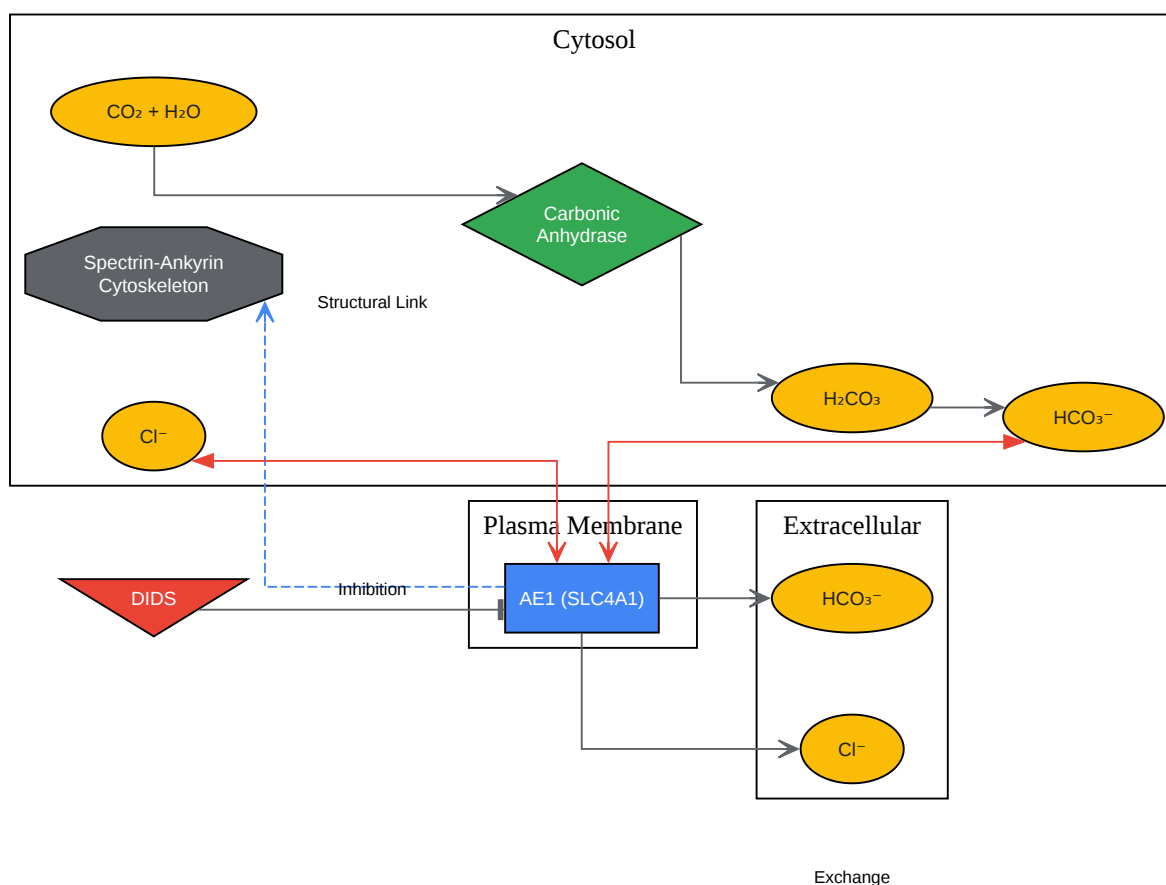 Cytosol
CO₂ + H₂O
Carbonic
Anhydrase
Spectrin-Ankyrin
Cytoskeleton
Structural Link
H₂CO₃
HCO₃⁻
Cl⁻
Plasma Membrane
Extracellular
DIDS
Inhibition
AE1 (SLC4A1)
HCO₃⁻
Cl⁻
Exchange